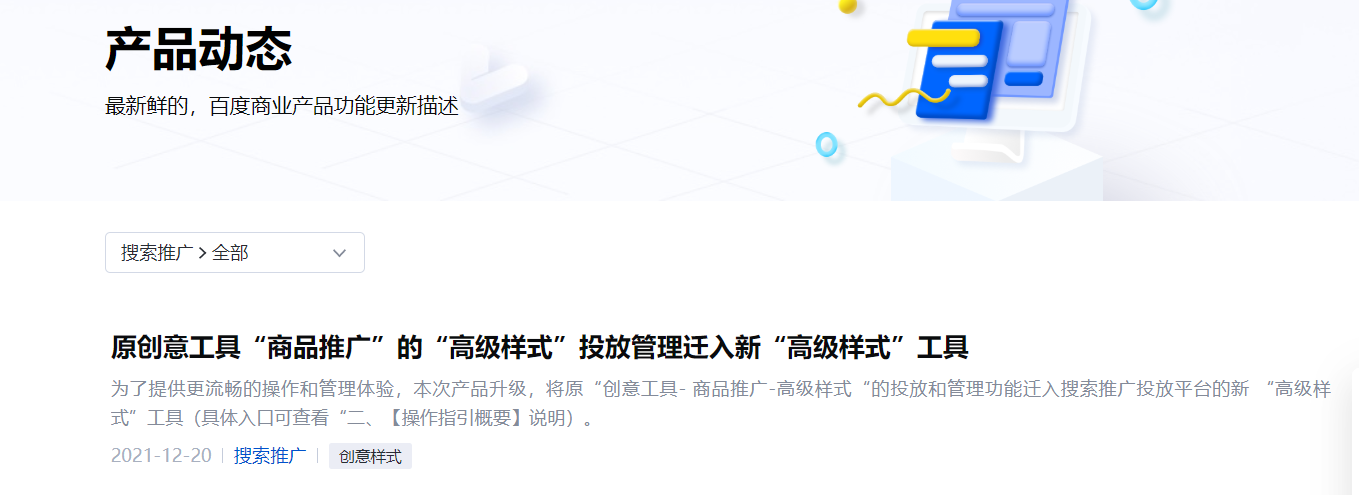 产品动态
最新鲜的，百度商业产品功能更新描述
搜索推广 > 全部
原创意工具“商品推广”的“高级样式”投放管理迁入新“高级样式”工具
为了提供更流畅的操作和管理体验，本次产品升级，将原“创意工具- 商品推广-高级样式“的投放和管理功能迁入搜索推广投放平台的新 “高级样
式”工具（具体入口可查看“二、【操作指引概要】说明）。
2021-12-20 | 搜索推广 | 创意样式